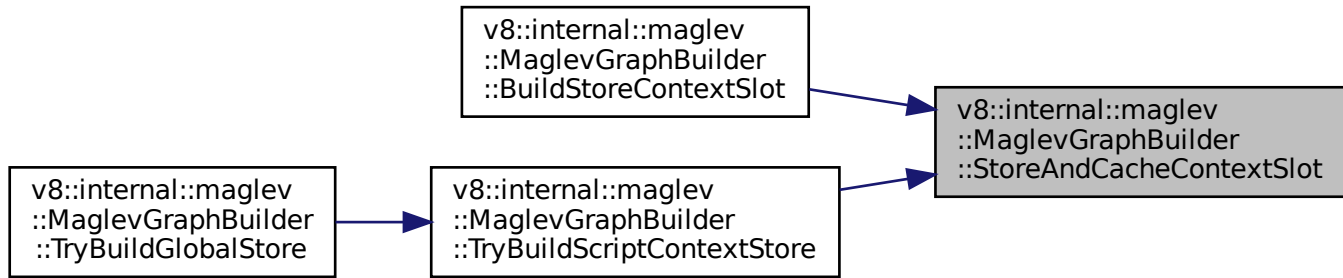 v8::internal::maglev
::MaglevGraphBuilder
::BuildStoreContextSlot
v8::internal::maglev
::MaglevGraphBuilder
::StoreAndCacheContextSlot
v8::internal::maglev
::MaglevGraphBuilder
::TryBuildGlobalStore
v8::internal::maglev
::MaglevGraphBuilder
::TryBuildScriptContextStore